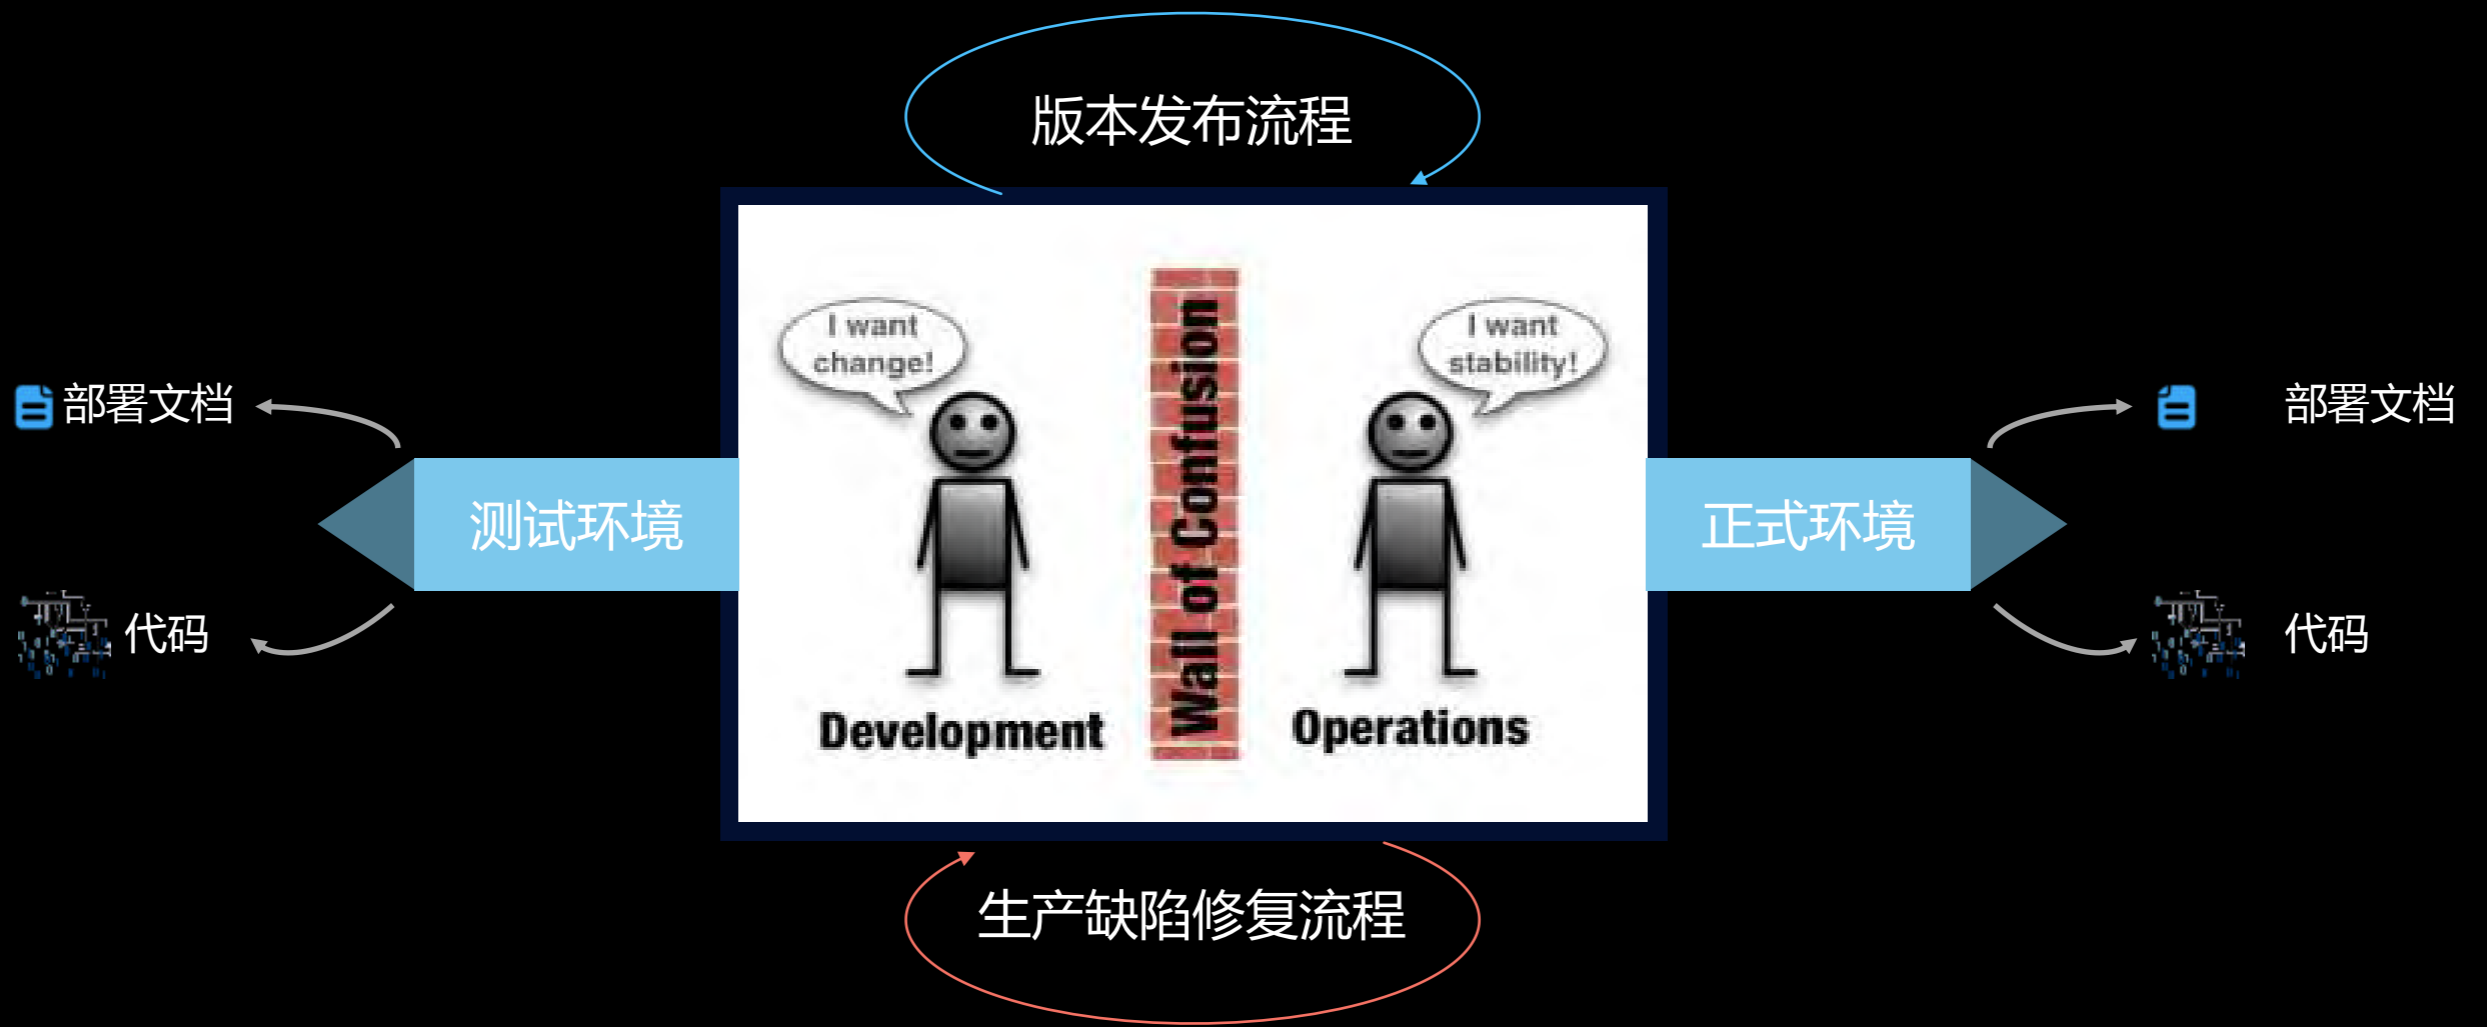 版本发布流程
I want
change!
I want
stability!
Wall of Confusion
部署文档
部署文档
测试环境
正式环境
代码
代码
Development
Operations
生产缺陷修复流程